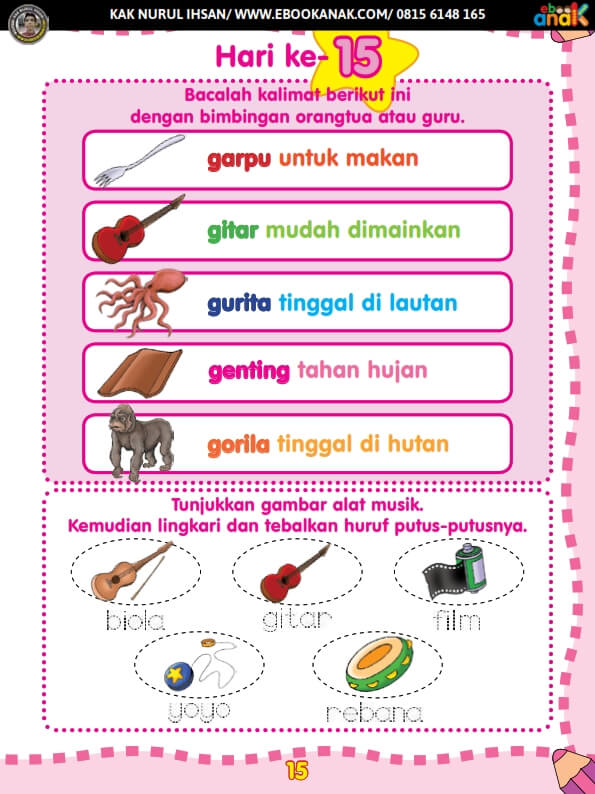 KAK NURUL IHSAN/ WWW.EBOOKANAK.COM/ 0815 6148 165
ebook
anak
Hari ke-15
Bacalah kalimat berikut ini
dengan bimbingan orangtua atau guru.
garpu untuk makan
gitar mudah dimainkan
gurita tinggal di lautan
genting tahan hujan
gorila tinggal di hutan
Tunjukkan gambar alat musik.
Kemudian lingkari dan tebalkan huruf putus-putusnya.
biola gitar film
yoyo rebana
15